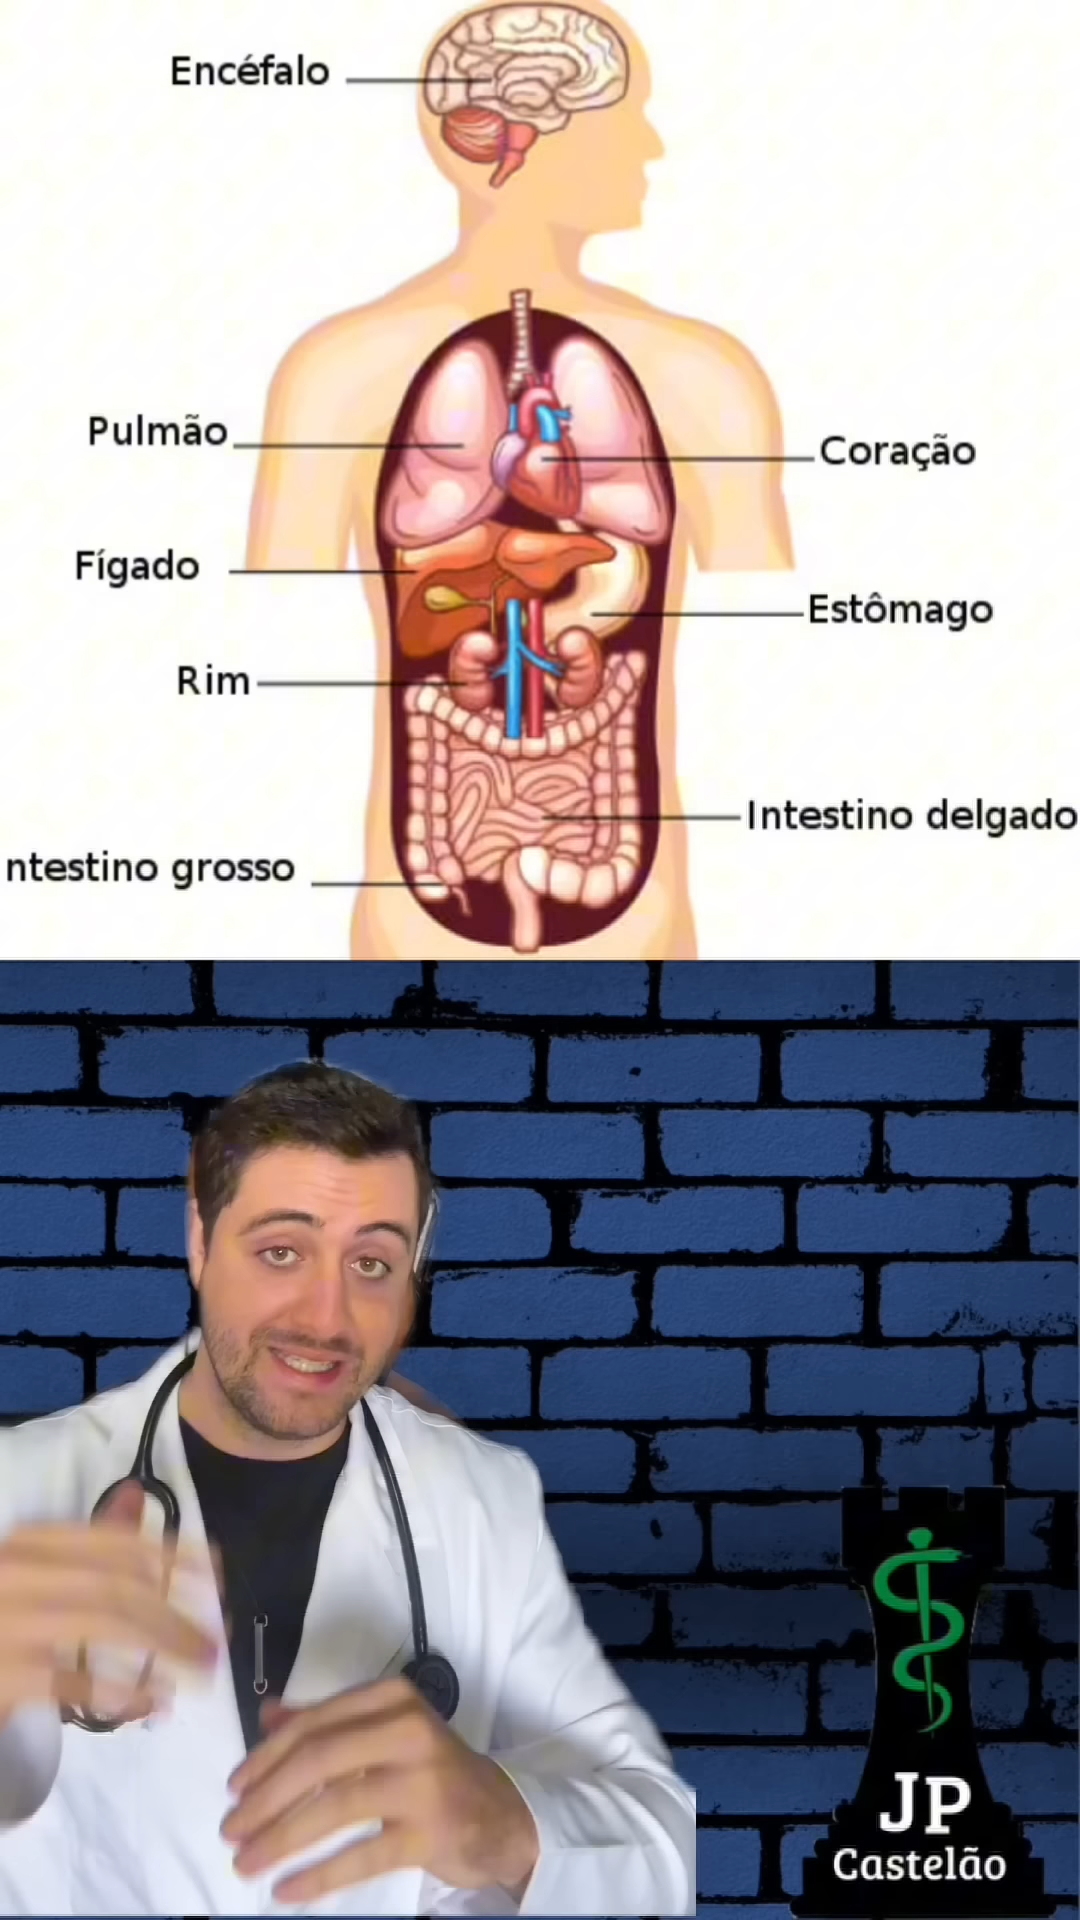 Encéfalo
Pulmão
Coração
Fígado
Estômago
Rim
Intestino delgado
ntestino grosso
JP
Castelão